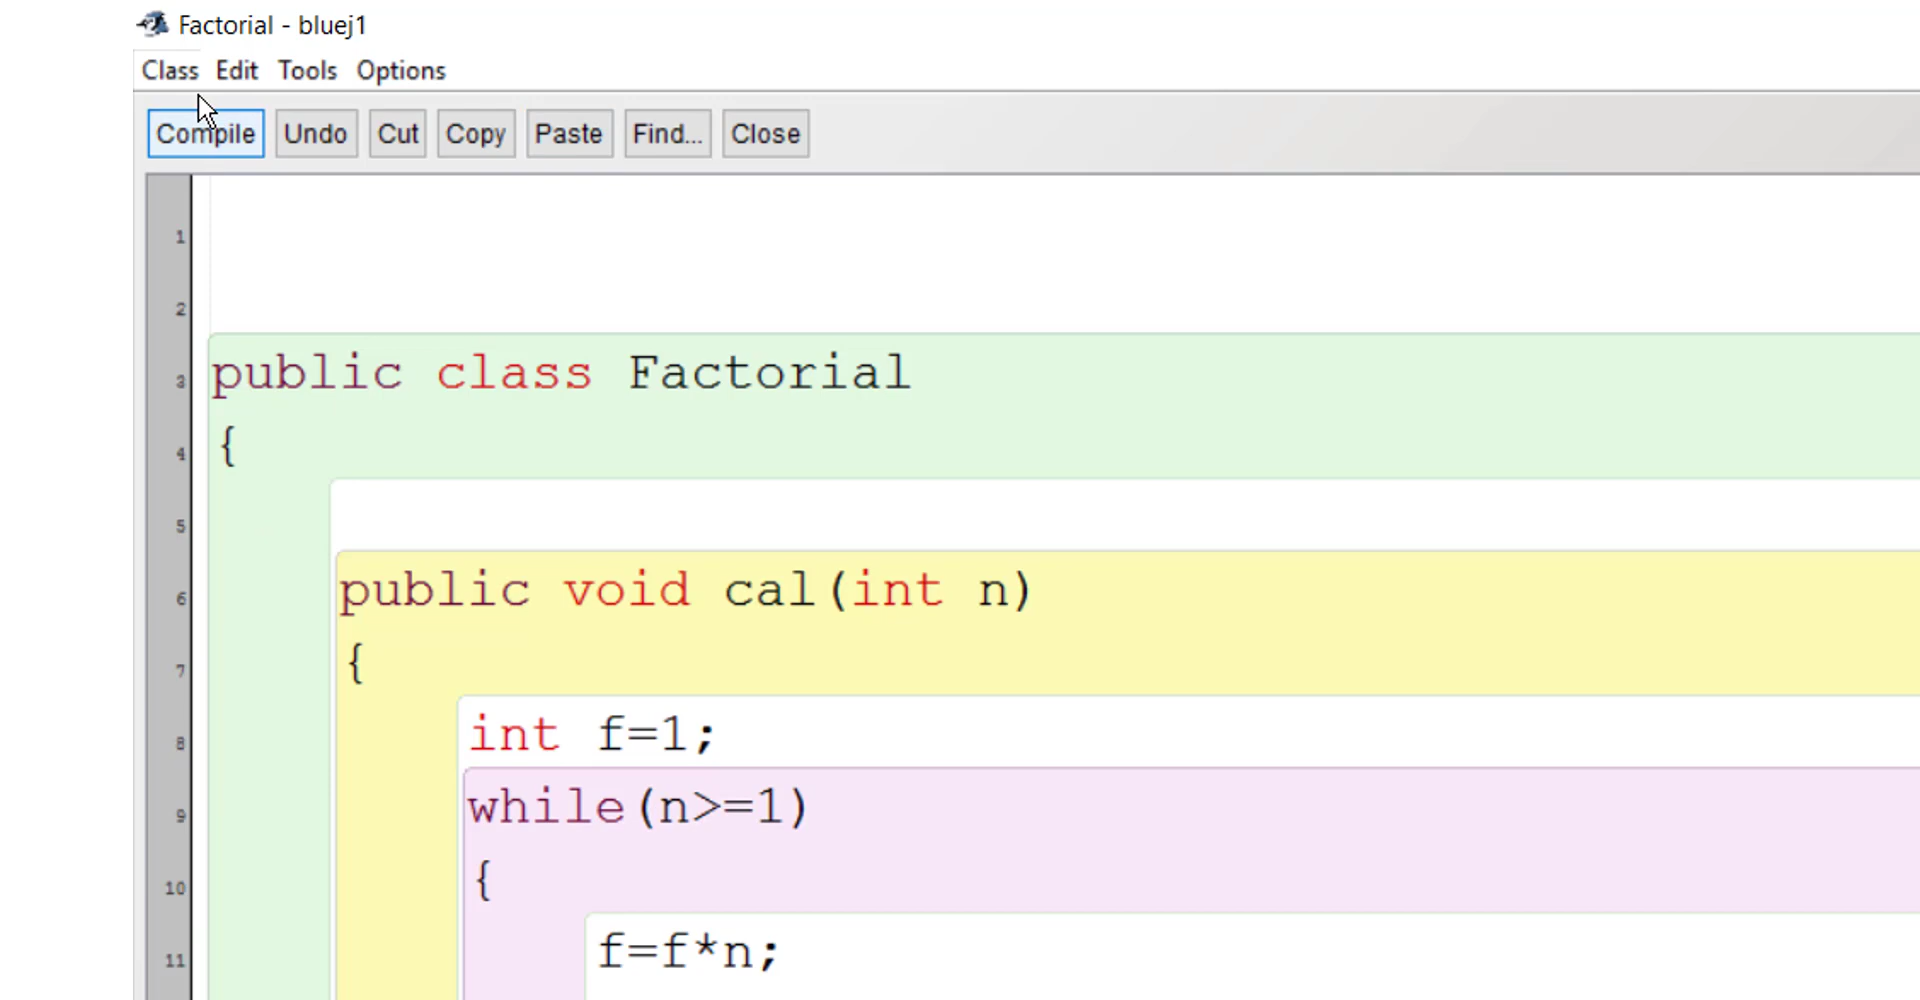 Factorial - bluej1
Class Edit Tools Options
Compile Undo Cut Copy Paste Find... Close
1
2
3 public class Factorial
4 {
5
6 public void cal(int n)
7 {
8 int f=1;
9 while(n>=1)
10 {
11 f=f*n;